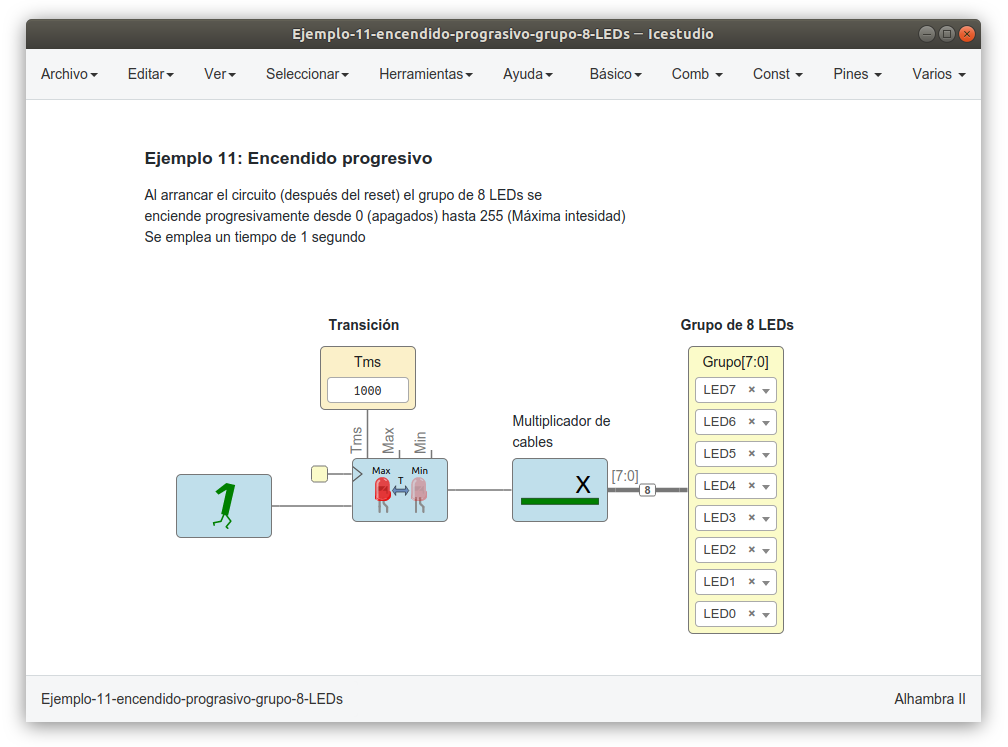 Ejemplo-11-encendido-prograsivo-grupo-8-LEDs — Icestudio
Archivo Editar Ver Seleccionar Herramientas Ayuda Básico Comb Const Pines Varios
Ejemplo 11: Encendido progresivo
Al arrancar el circuito (después del reset) el grupo de 8 LEDs se
enciende progresivamente desde 0 (apagados) hasta 255 (Máxima intesidad)
Se emplea un tiempo de 1 segundo
Transición
Tms
1000
Tms
Max
Min
Max
T
Min
1
Multiplicador de
cables
X
[7:0]
8
Grupo de 8 LEDs
Grupo[7:0]
LED7
LED6
LED5
LED4
LED3
LED2
LED1
LED0
Ejemplo-11-encendido-prograsivo-grupo-8-LEDs
Alhambra II